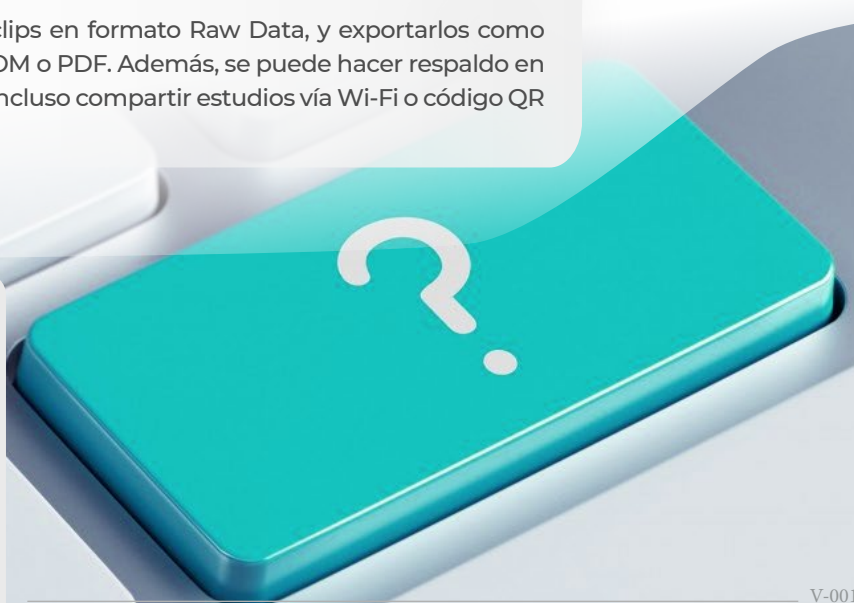 clips en formato Raw Data, y exportarlos como
OM o PDF. Además, se puede hacer respaldo en
incluso compartir estudios vía Wi-Fi o código QR
?
V-001